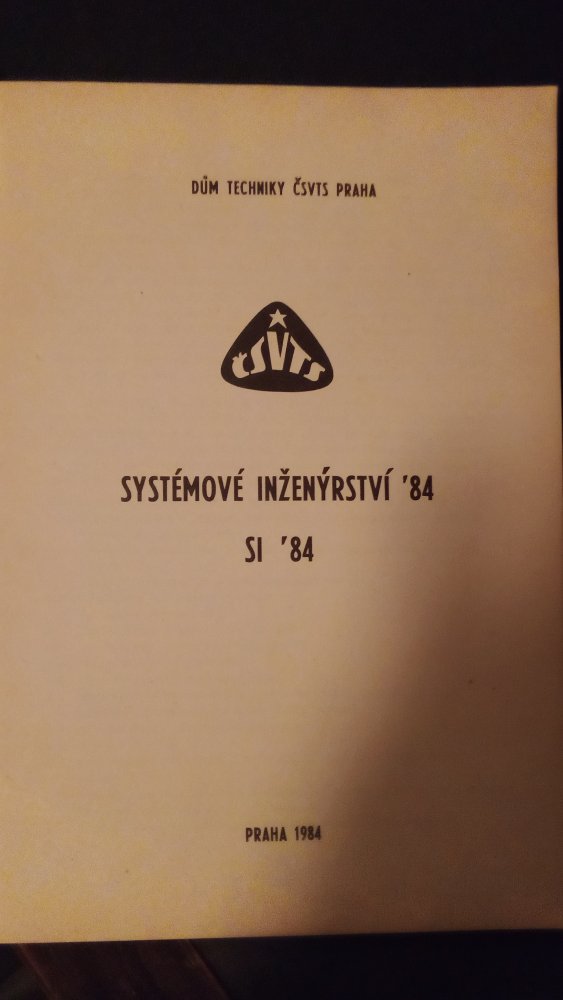 DŮM TECHNIKY ČSVTS PRAHA
ČSVTS
SYSTÉMOVÉ INŽENÝRSTVÍ '84
SI '84
PRAHA 1984